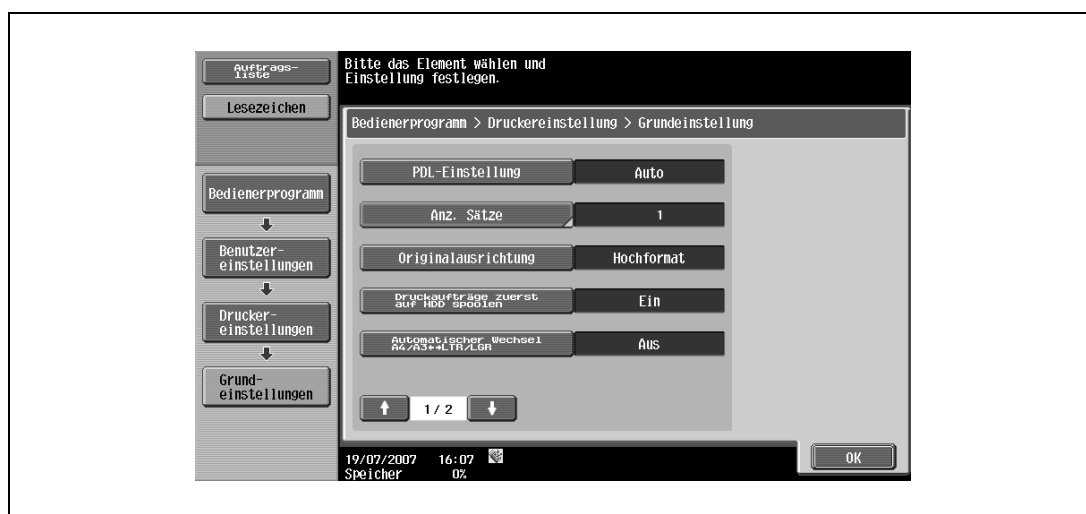 Auftrags-
liste
Lesezeichen
Bedienerprogramm
Benutzer-
einstellungen
Drucker-
einstellungen
Grund-
einstellungen
Bitte das Element wählen und
Einstellung festlegen.
Bedienerprogramm > Druckereinstellung > Grundeinstellung
PDL-Einstellung Auto
Anz. Sätze 1
Originalausrichtung Hochformat
Druckaufträge zuerst
auf HDD spoolen
Ein
Automatischer Wechsel
A4/A3↔LTR/LGR
Aus
↑ 1/ 2 ↓
19/07/2007 16:07
Speicher 0%
OK